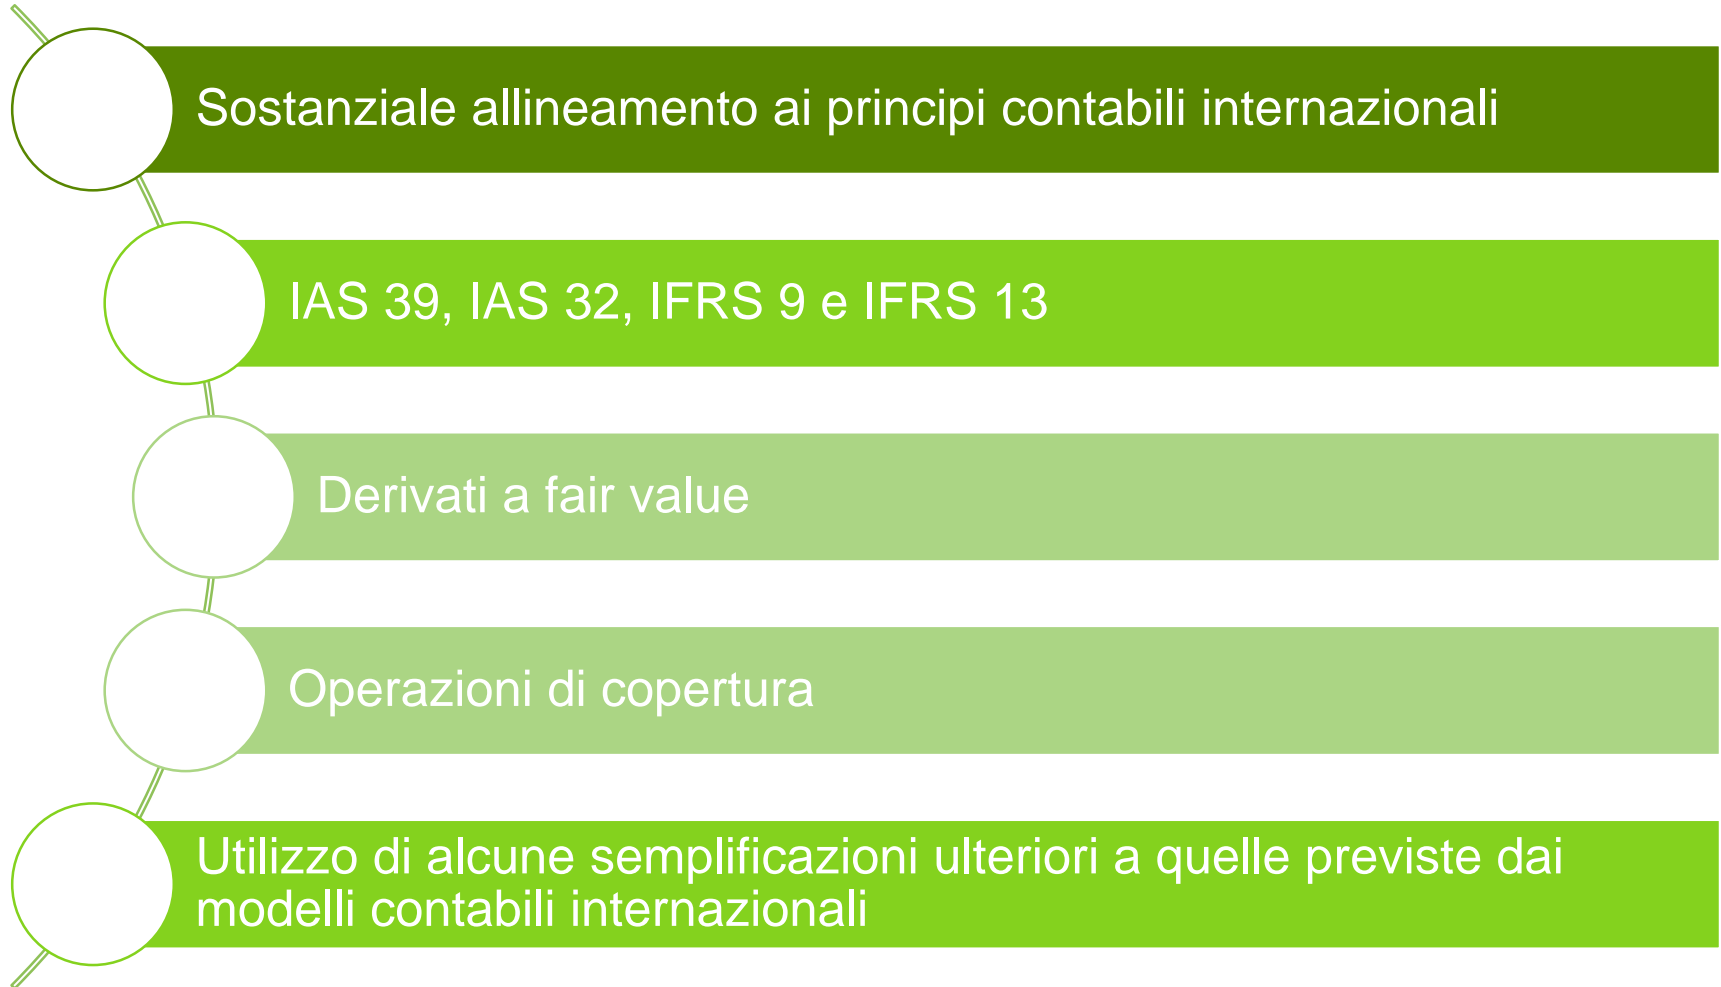 Sostanziale allineamento ai principi contabili internazionali
IAS 39, IAS 32, IFRS 9 e IFRS 13
Derivati a fair value
Operazioni di copertura
Utilizzo di alcune semplificazioni ulteriori a quelle previste dai
modelli contabili internazionali